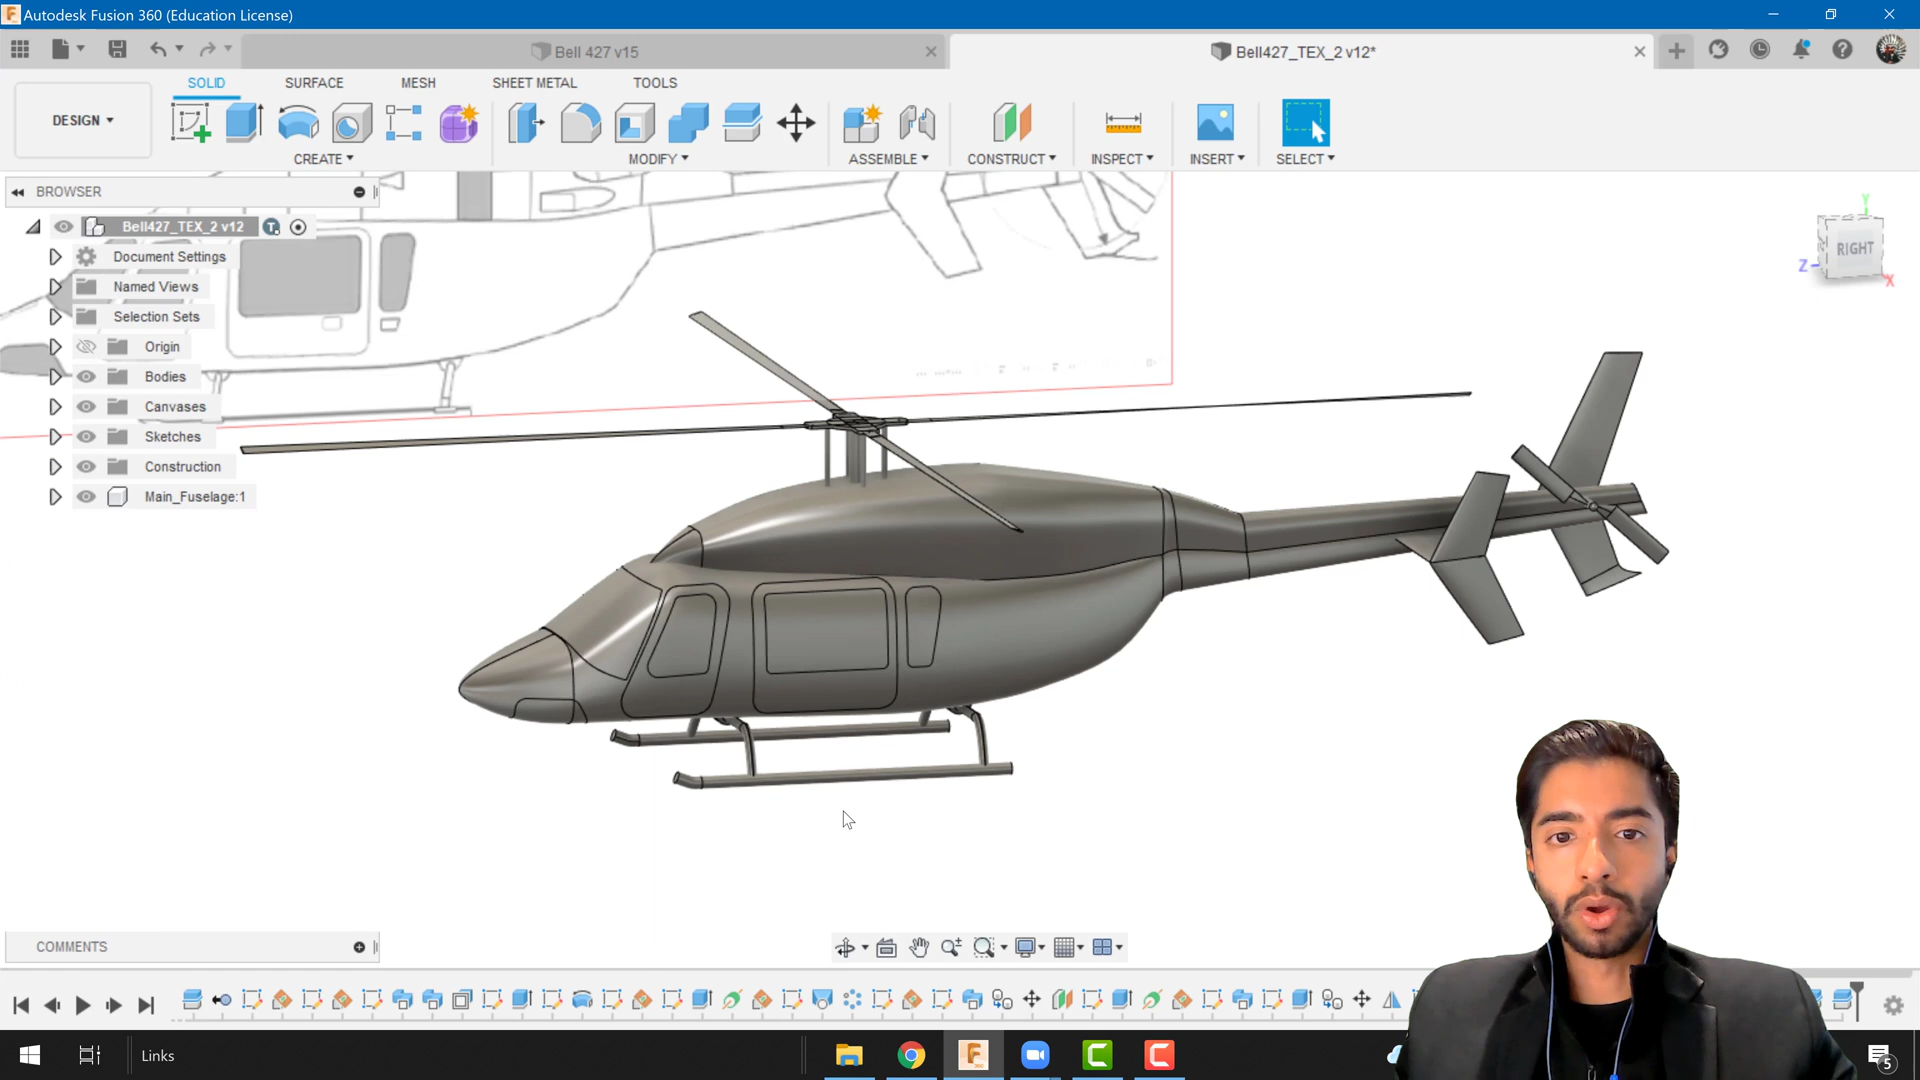 Autodesk Fusion 360 (Education License)
Bell 427 v15
Bell427_TEX_2 v12*
SOLID
SURFACE
MESH
SHEET METAL
TOOLS
DESIGN
CREATE
MODIFY
ASSEMBLE
CONSTRUCT
INSPECT
INSERT
SELECT
BROWSER
Bell427_TEX_2 v12
Document Settings
Named Views
Selection Sets
Origin
Bodies
Canvases
Sketches
Construction
Main_Fuselage:1
Y
RIGHT
Z
X
COMMENTS
Links
5